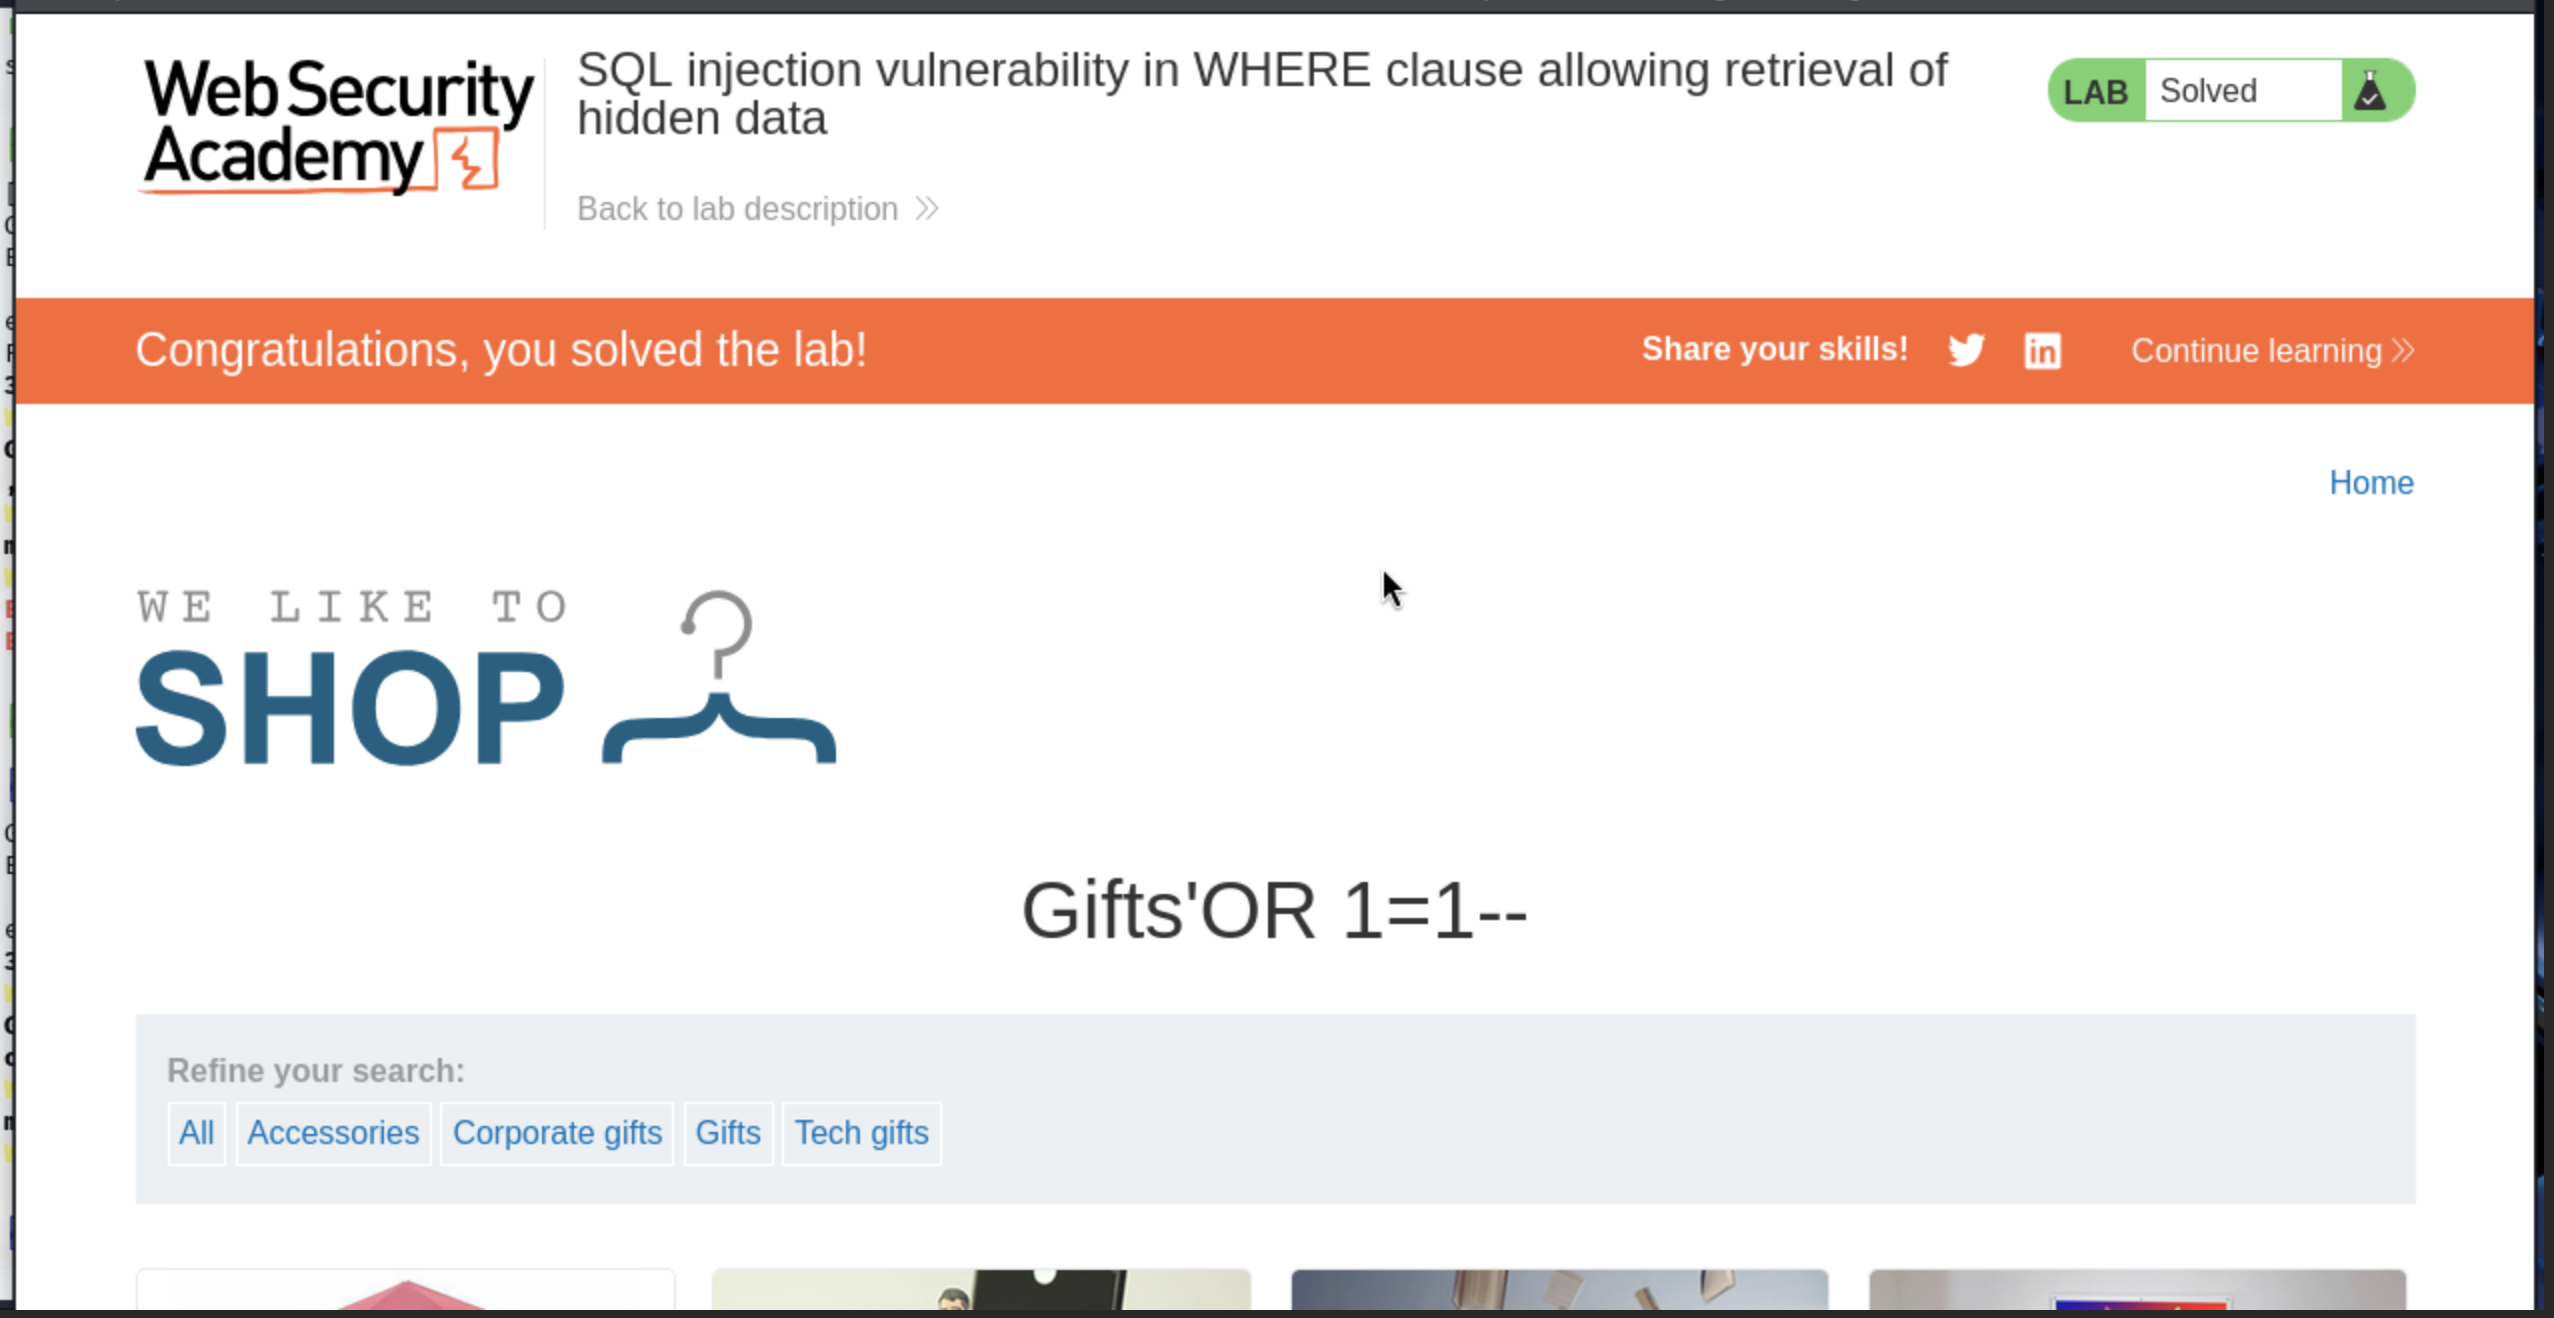 Web Security
Academy
SQL injection vulnerability in WHERE clause allowing retrieval of
hidden data
Back to lab description
LAB Solved
Congratulations, you solved the lab!
Share your skills!
Continue learning
Home
WE LIKE TO
SHOP
Gifts'OR 1=1--
Refine your search:
All Accessories Corporate gifts Gifts Tech gifts